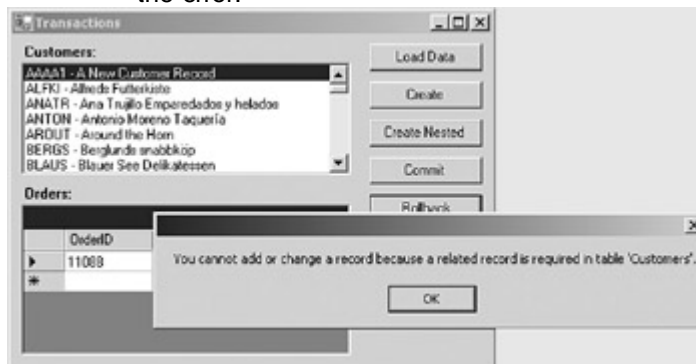 the error.
Transactions
Customers:
AAAA1 - A New Customer Record
ALFKI - Alfreds Futterkiste
ANATR - Ana Trujillo Emparedados y helados
ANTON - Antonio Moreno Taquería
AROUT - Around the Horn
BERGS - Berglunds snabbköp
BLAUS - Blauer See Delikatessen
Load Data
Create
Create Nested
Commit
Rollback
Orders:
OrderID
11088
You cannot add or change a record because a related record is required in table 'Customers'.
OK